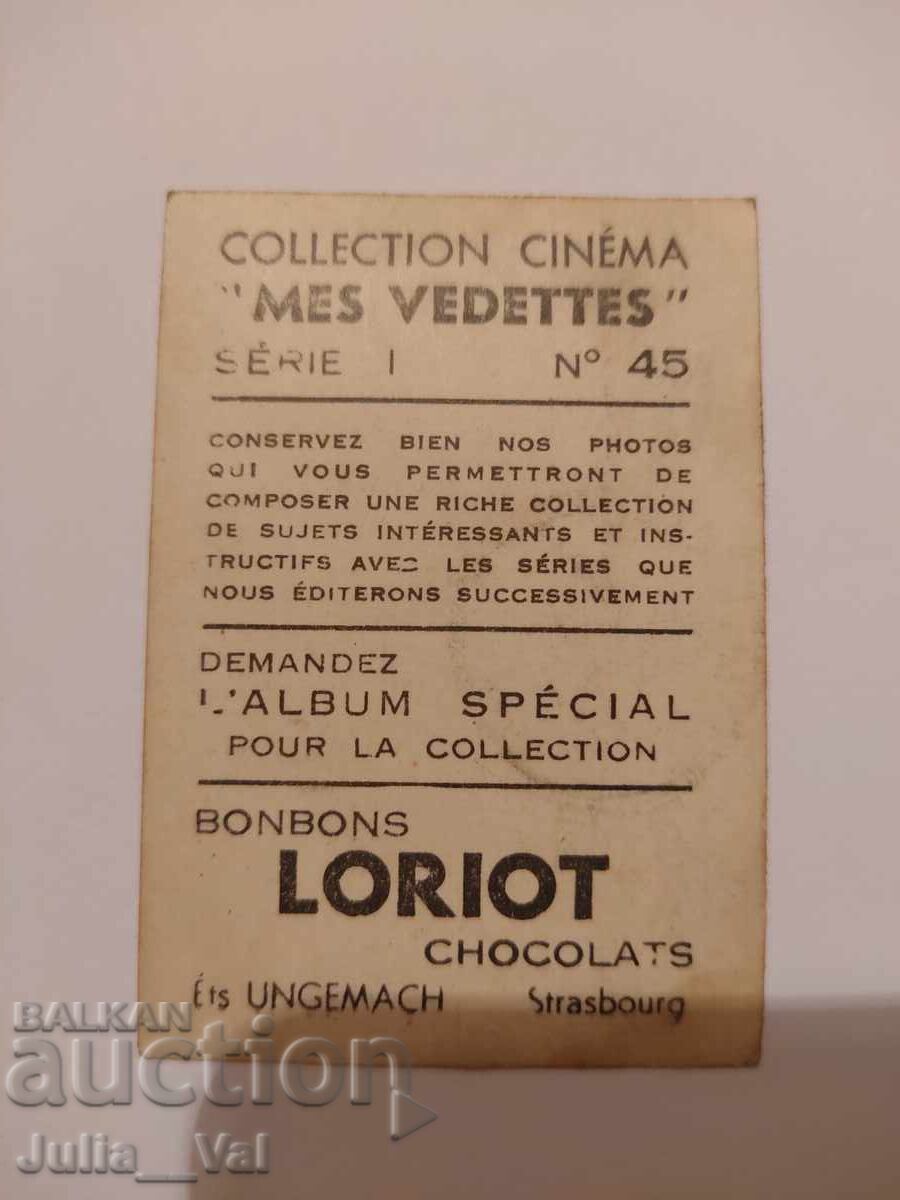 COLLECTION CINÉMA
"MES VEDETTES"
SÉRIE I N° 45
CONSERVEZ BIEN NOS PHOTOS
QUI VOUS PERMETTRONT DE
COMPOSER UNE RICHE COLLECTION
DE SUJETS INTÉRESSANTS ET INS-
TRUCTIFS AVEC LES SÉRIES QUE
NOUS ÉDITERONS SUCCESSIVEMENT
DEMANDEZ
L'ALBUM SPÉCIAL
POUR LA COLLECTION
BONBONS
LORIOT
CHOCOLATS
Éts UNGEMACH Strasbourg
BALKAN
auction
Julia__Val